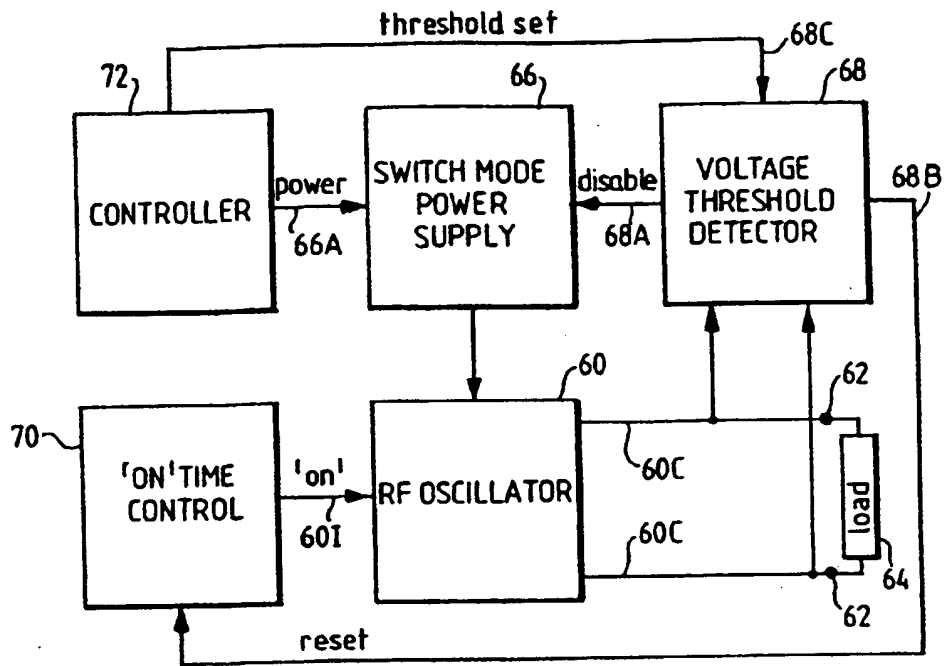 threshold set
68C
72
66
68
CONTROLLER
power
66A
SWITCH MODE
POWER
SUPPLY
disable
68A
VOLTAGE
THRESHOLD
DETECTOR
68B
60
62
70
'ON' TIME
CONTROL
'on'
60I
RF OSCILLATOR
60C
60C
load
64
62
reset